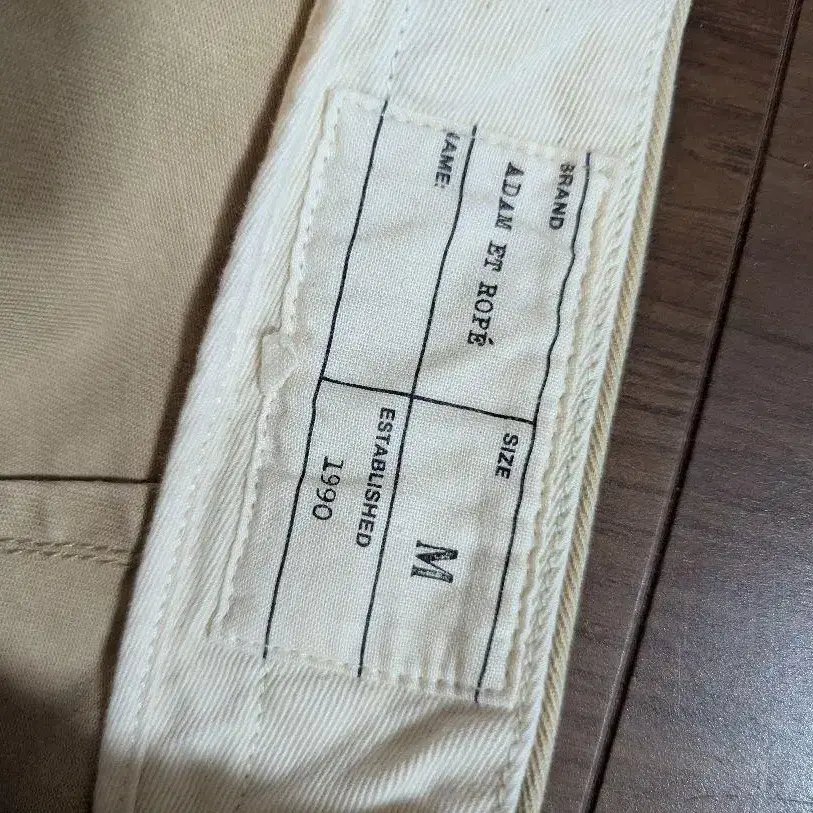 BRAND
ADAM ET ROPÉ
SIZE
M
NAME:
ESTABLISHED
1990